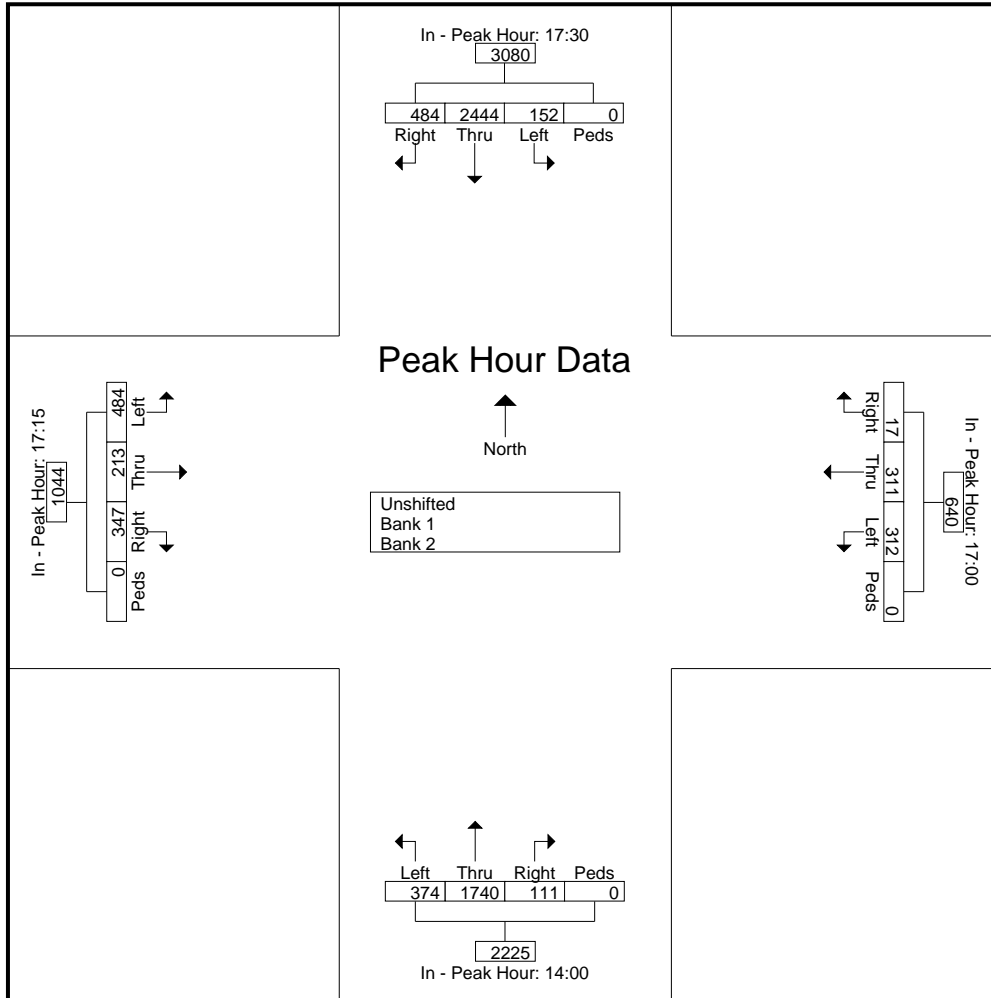 In - Peak Hour: 17:30
3080
484 2444 152 0
Right Thru Left Peds
Peak Hour Data
North
Unshifted
Bank 1
Bank 2
In - Peak Hour: 17:15
1044
484 213 347 0
Left Thru Right Peds
In - Peak Hour: 17:00
640
17 311 312 0
Right Thru Left Peds
Left Thru Right Peds
374 1740 111 0
2225
In - Peak Hour: 14:00